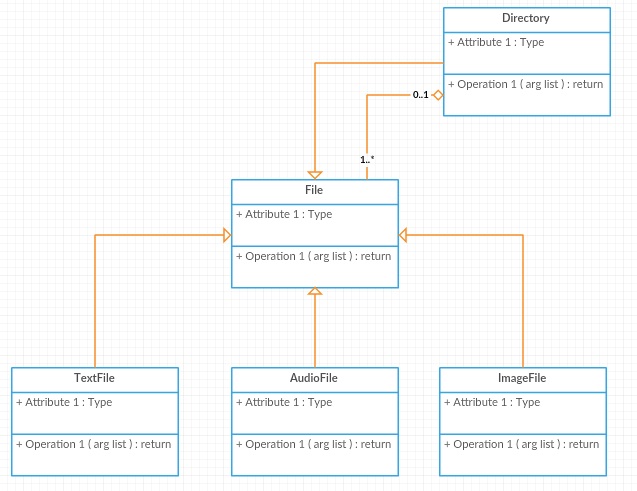 Directory
+ Attribute 1 : Type
+ Operation 1 ( arg list ) : return
0..1
1..*
File
+ Attribute 1 : Type
+ Operation 1 ( arg list ) : return
TextFile
+ Attribute 1 : Type
+ Operation 1 ( arg list ) : return
AudioFile
+ Attribute 1 : Type
+ Operation 1 ( arg list ) : return
ImageFile
+ Attribute 1 : Type
+ Operation 1 ( arg list ) : return